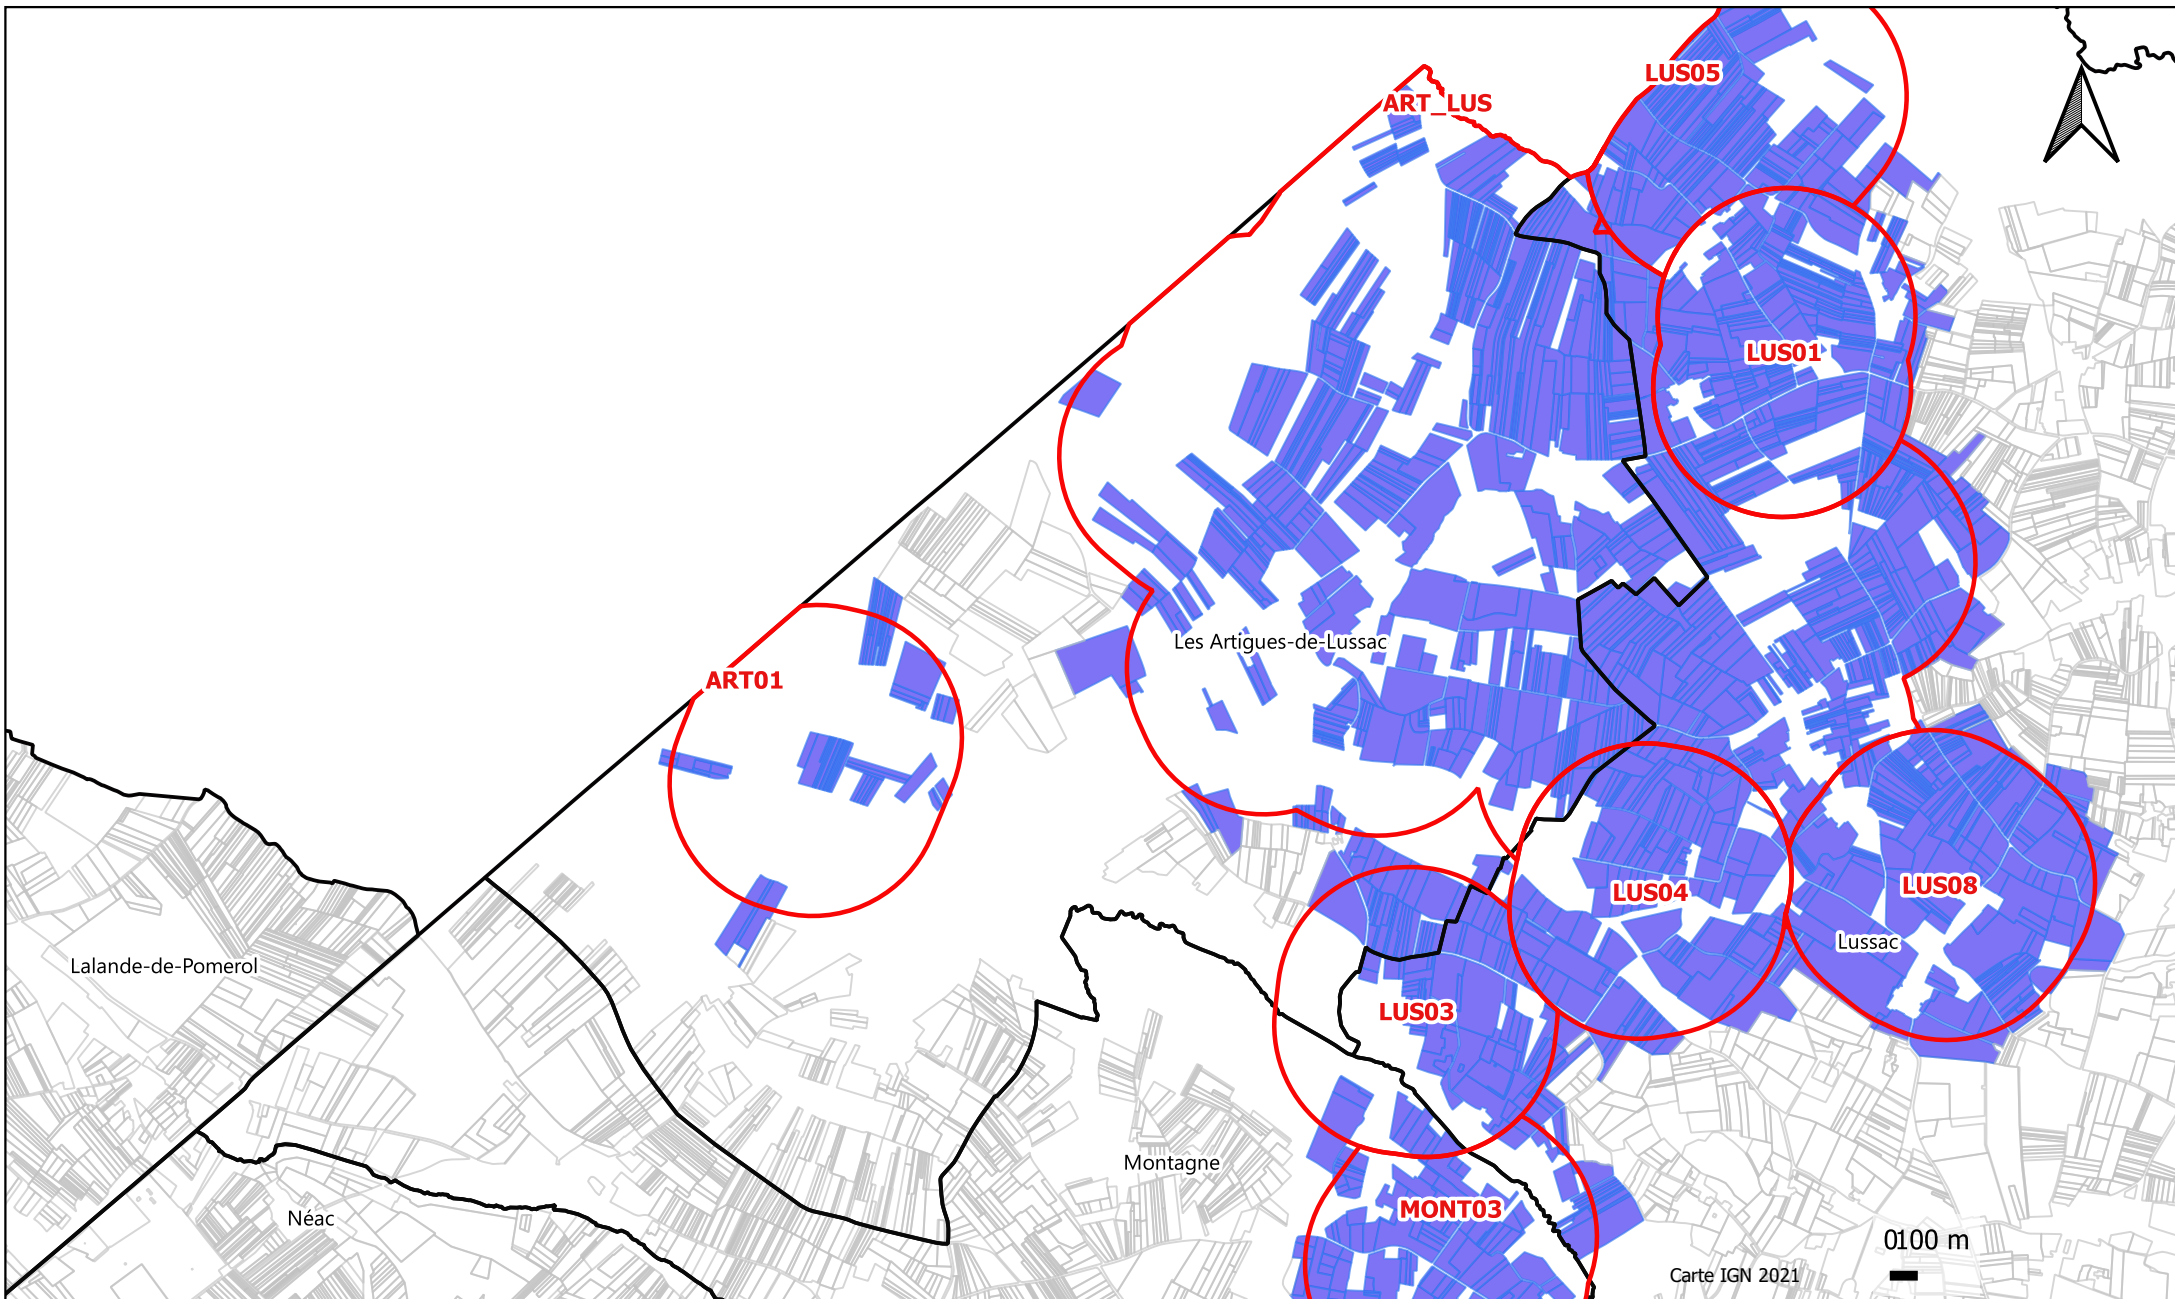 LUS05
ART_LUS
LUS01
Les Artigues-de-Lussac
ART01
LUS04
LUS08
Lussac
Lalande-de-Pomerol
LUS03
Montagne
MONT03
Néac
0100 m
Carte IGN 2021